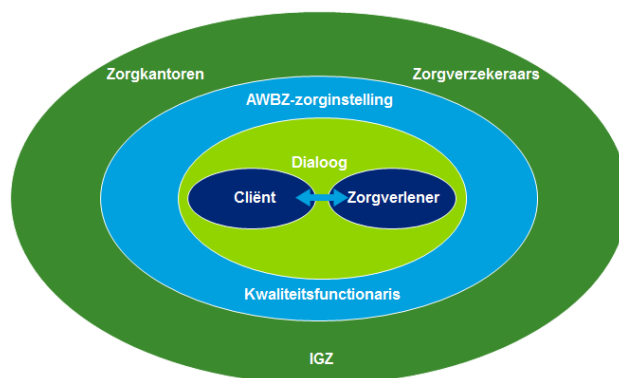 Zorgkantoren
Zorgverzekeraars
AWBZ-zorginstelling
Dialoog
Cliënt
Zorgverlener
Kwaliteitsfunctionaris
IGZ